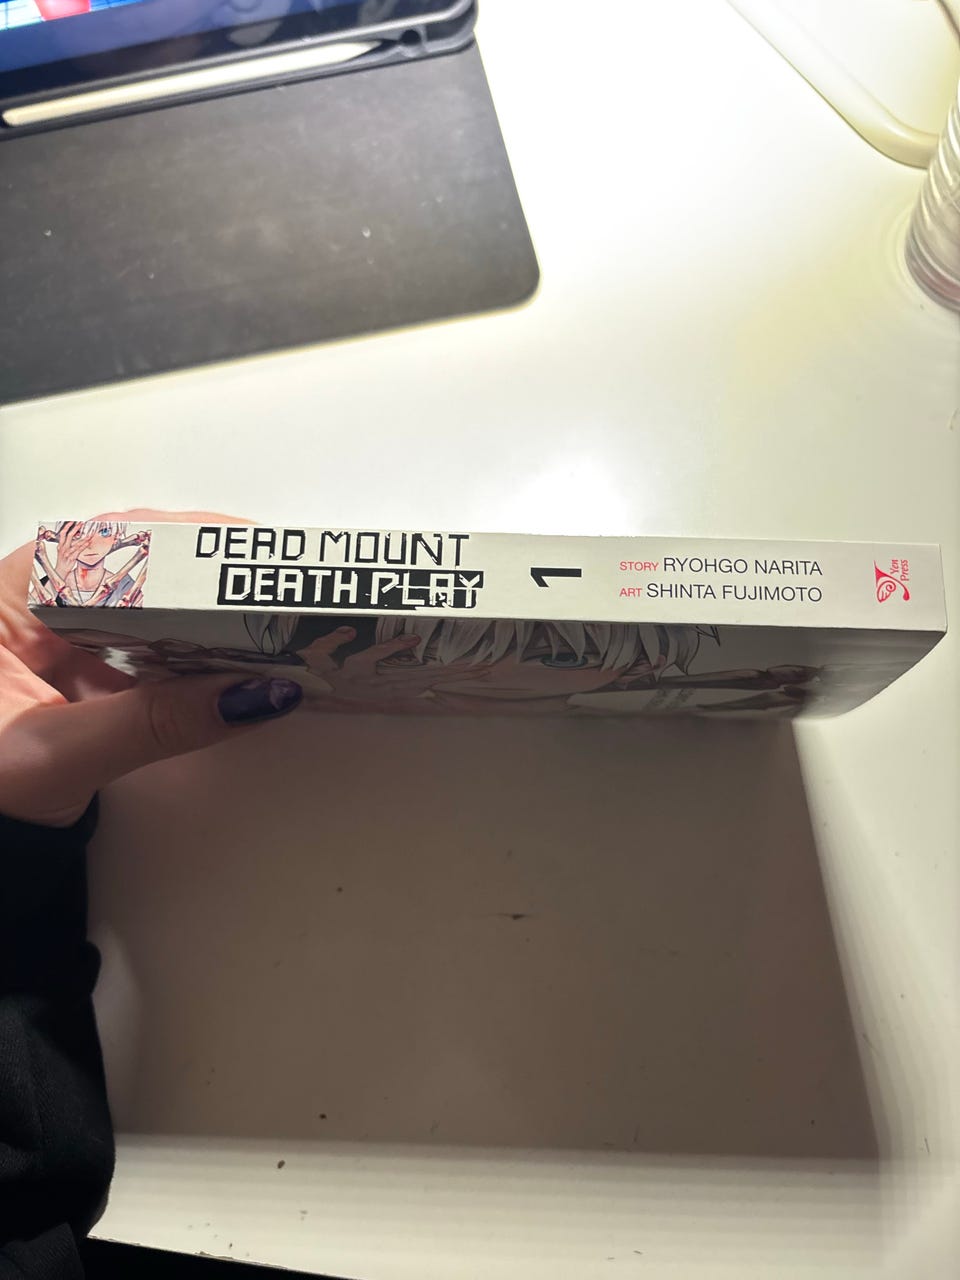 DEAD MOUNT
DEATH PLAY
1
STORY RYOHGO NARITA
ART SHINTA FUJIMOTO
Yen
Press